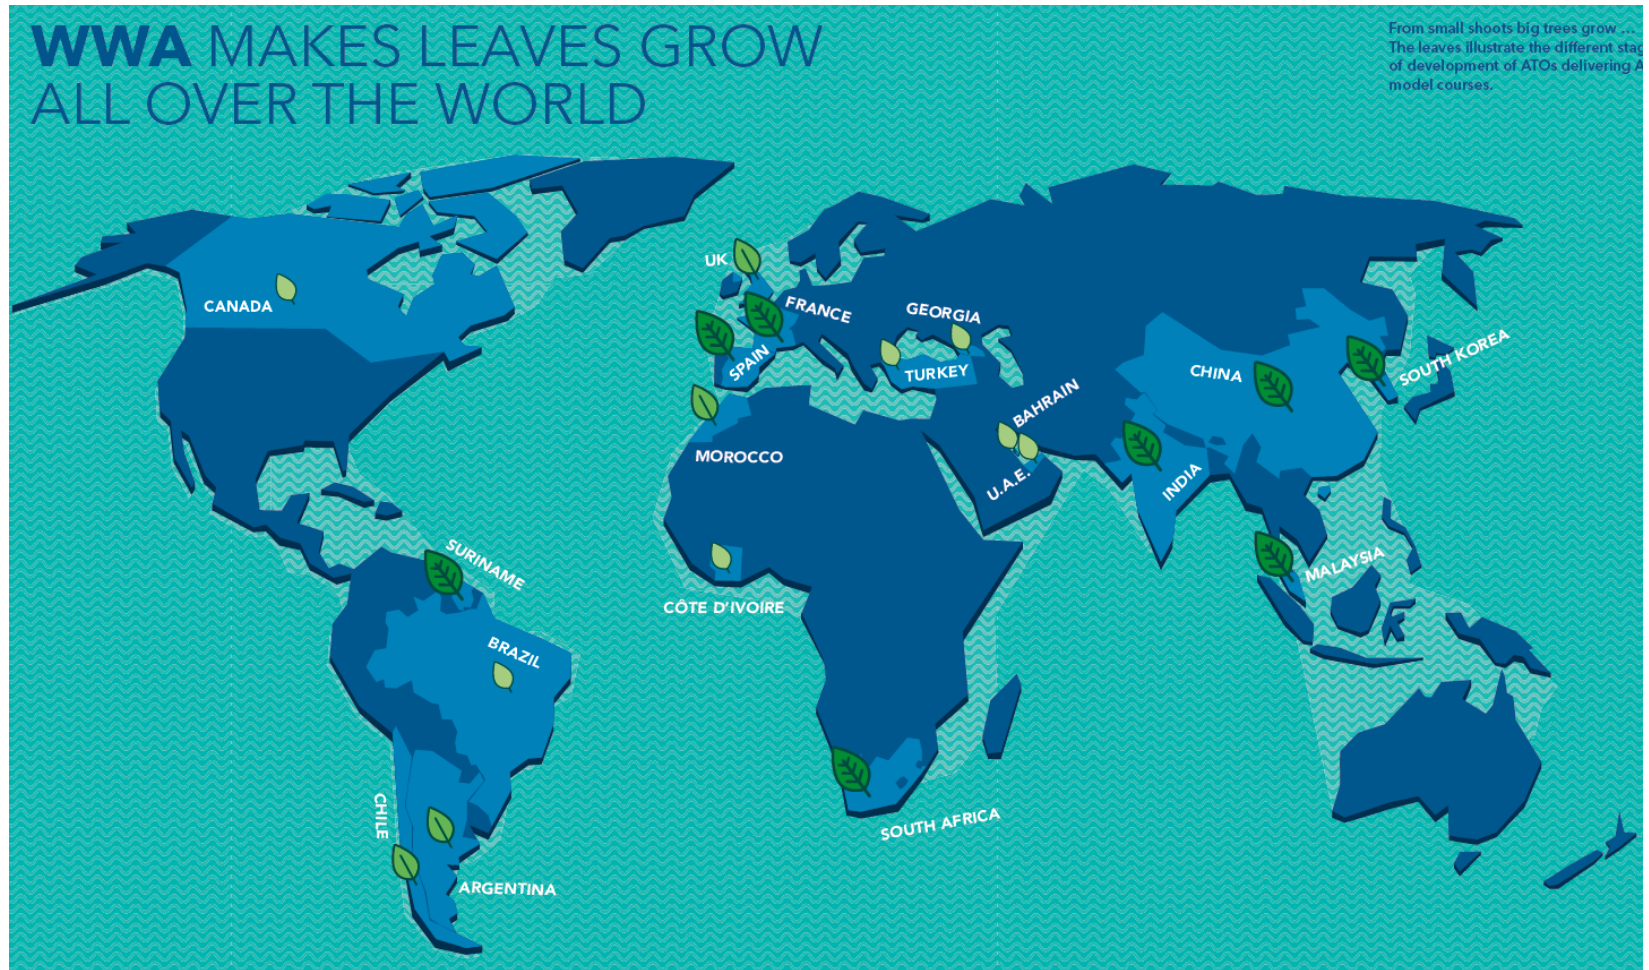 WWA MAKES LEAVES GROW
ALL OVER THE WORLD
From small shoots big trees grow ...
The leaves illustrate the different
of development of ATOs delivering
model courses.
UK
FRANCE
GEORGIA
CANADA
SPAIN
TURKEY
CHINA
SOUTH KOREA
BAHRAIN
MOROCCO
U.A.E.
INDIA
SURINAME
MALAYSIA
CÔTE D'IVOIRE
BRAZIL
CHILE
SOUTH AFRICA
ARGENTINA